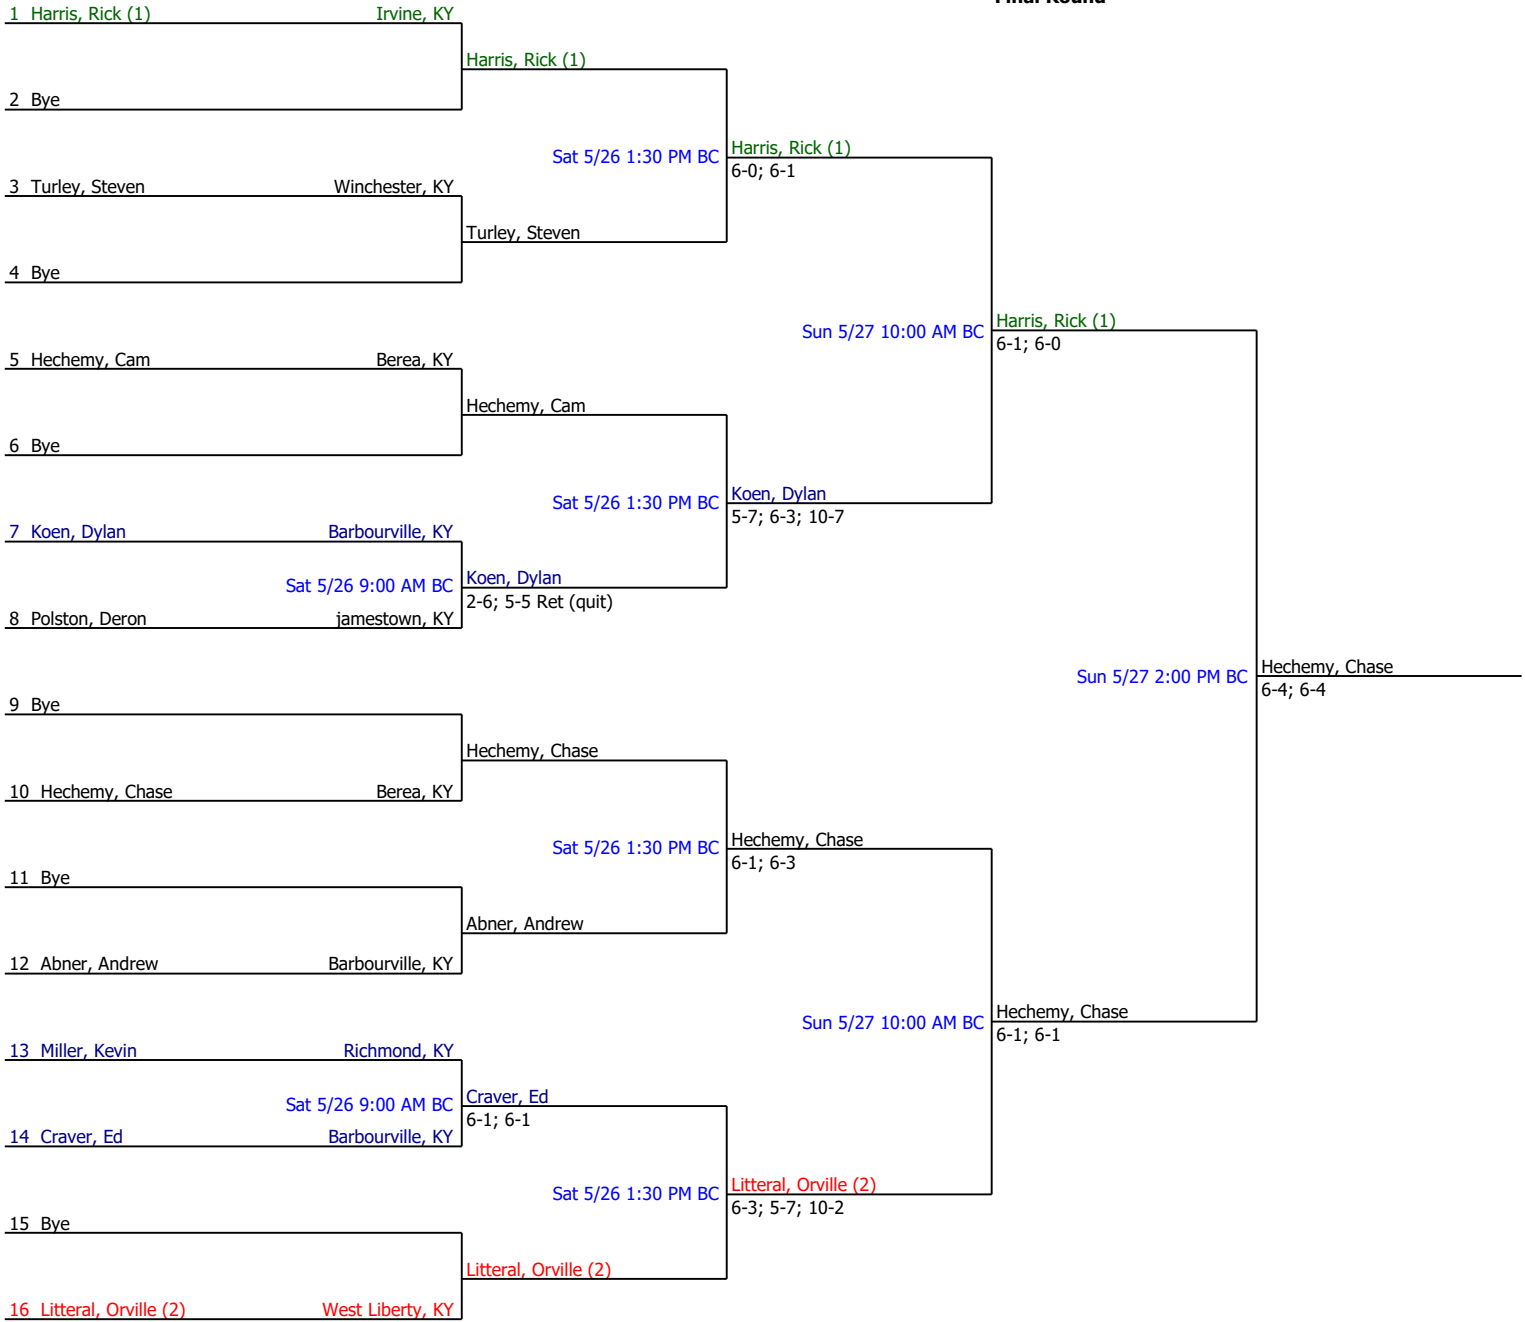 Final Round
1 Harris, Rick (1) Irvine, KY
Harris, Rick (1)
2 Bye
Sat 5/26 1:30 PM BC Harris, Rick (1)
6-0; 6-1
3 Turley, Steven Winchester, KY
Turley, Steven
4 Bye
Sun 5/27 10:00 AM BC Harris, Rick (1)
6-1; 6-0
5 Hechemy, Cam Berea, KY
Hechemy, Cam
6 Bye
Sat 5/26 1:30 PM BC Koen, Dylan
5-7; 6-3; 10-7
7 Koen, Dylan Barbourville, KY
Sat 5/26 9:00 AM BC Koen, Dylan
2-6; 5-5 Ret (quit)
8 Polston, Deron jamestown, KY
Sun 5/27 2:00 PM BC Hechemy, Chase
6-4; 6-4
9 Bye
Hechemy, Chase
10 Hechemy, Chase Berea, KY
Sat 5/26 1:30 PM BC Hechemy, Chase
6-1; 6-3
11 Bye
Abner, Andrew
12 Abner, Andrew Barbourville, KY
Sun 5/27 10:00 AM BC Hechemy, Chase
6-1; 6-1
13 Miller, Kevin Richmond, KY
Sat 5/26 9:00 AM BC Craver, Ed
6-1; 6-1
14 Craver, Ed Barbourville, KY
Sat 5/26 1:30 PM BC Litteral, Orville (2)
6-3; 5-7; 10-2
15 Bye
Litteral, Orville (2)
16 Litteral, Orville (2) West Liberty, KY